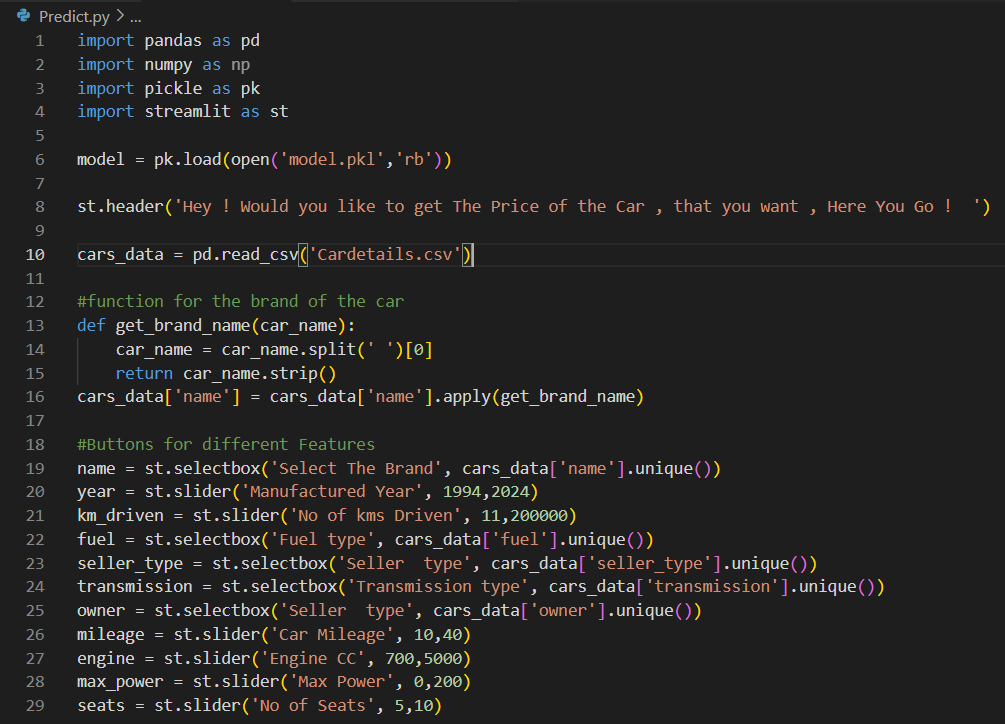 Predict.py > ...
1 import pandas as pd
2 import numpy as np
3 import pickle as pk
4 import streamlit as st
5
6 model = pk.load(open('model.pkl','rb'))
7
8 st.header('Hey ! Would you like to get The Price of the Car , that you want , Here You Go !  ')
9
10 cars_data = pd.read_csv('Cardetails.csv')
11
12 #function for the brand of the car
13 def get_brand_name(car_name):
14     car_name = car_name.split(' ')[0]
15     return car_name.strip()
16 cars_data['name'] = cars_data['name'].apply(get_brand_name)
17
18 #Buttons for different Features
19 name = st.selectbox('Select The Brand', cars_data['name'].unique())
20 year = st.slider('Manufactured Year', 1994,2024)
21 km_driven = st.slider('No of kms Driven', 11,200000)
22 fuel = st.selectbox('Fuel type', cars_data['fuel'].unique())
23 seller_type = st.selectbox('Seller  type', cars_data['seller_type'].unique())
24 transmission = st.selectbox('Transmission type', cars_data['transmission'].unique())
25 owner = st.selectbox('Seller  type', cars_data['owner'].unique())
26 mileage = st.slider('Car Mileage', 10,40)
27 engine = st.slider('Engine CC', 700,5000)
28 max_power = st.slider('Max Power', 0,200)
29 seats = st.slider('No of Seats', 5,10)